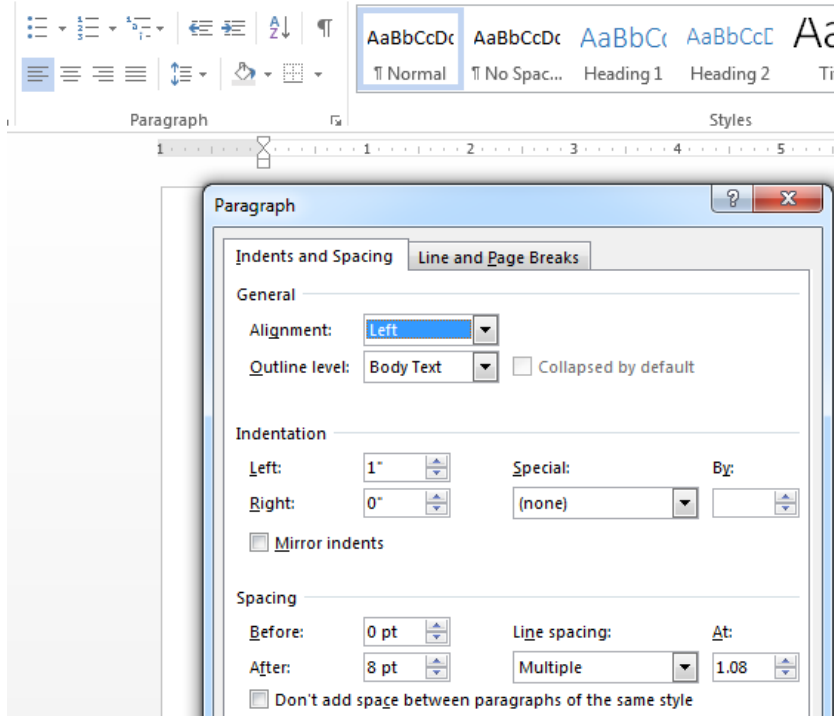 AaBbCcDc AaBbCcDc AaBbCc AaBbCcD Aa
¶ Normal ¶ No Spac... Heading 1 Heading 2 Ti
Paragraph Styles
1 1 2 3 4 5
Paragraph
Indents and Spacing Line and Page Breaks
General
Alignment: Left
Outline level: Body Text Collapsed by default
Indentation
Left: 1" Special: By:
Right: 0" (none)
Mirror indents
Spacing
Before: 0 pt Line spacing: At:
After: 8 pt Multiple 1.08
Don't add space between paragraphs of the same style